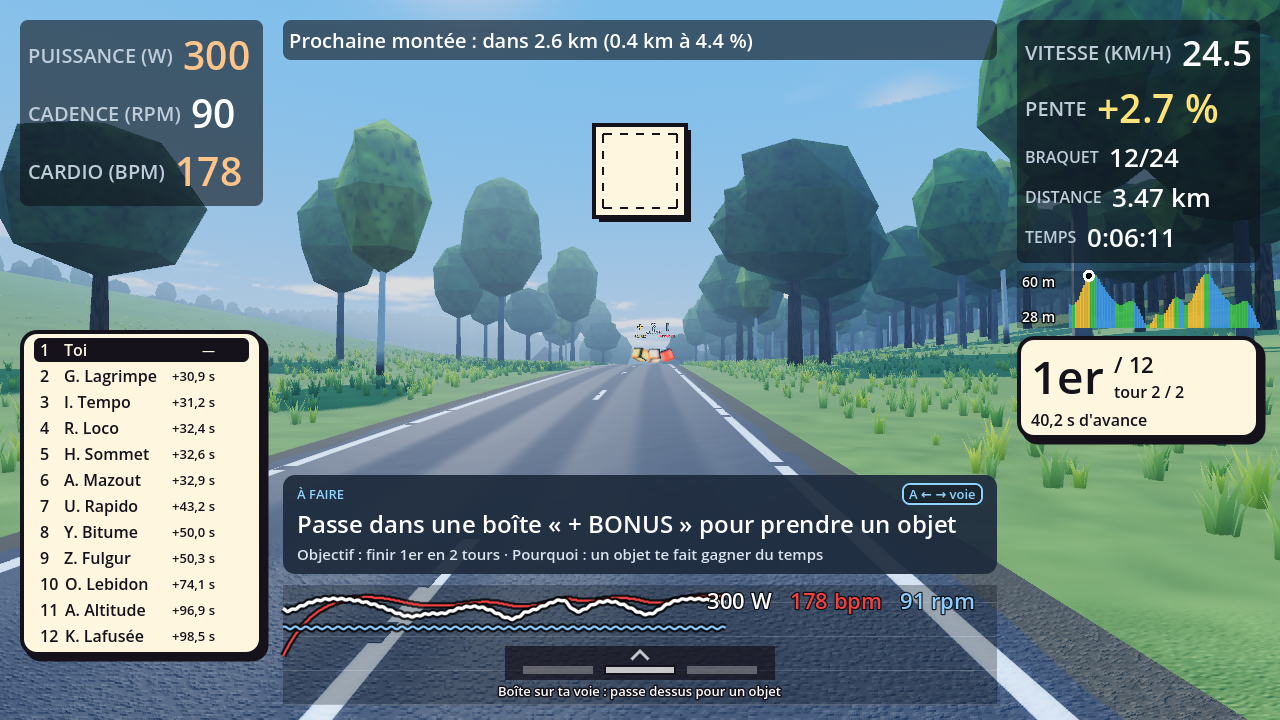 PUISSANCE (W) 300
CADENCE (RPM) 90
CARDIO (BPM) 178
Prochaine montée : dans 2.6 km (0.4 km à 4.4 %)
VITESSE (KM/H) 24.5
PENTE +2.7 %
BRAQUET 12/24
DISTANCE 3.47 km
TEMPS 0:06:11
60 m
28 m
1er / 12
tour 2 / 2
40,2 s d'avance
1 Toi —
2 G. Lagrimpe +30,9 s
3 I. Tempo +31,2 s
4 R. Loco +32,4 s
5 H. Sommet +32,6 s
6 A. Mazout +32,9 s
7 U. Rapido +43,2 s
8 Y. Bitume +50,0 s
9 Z. Fulgur +50,3 s
10 O. Lebidon +74,1 s
11 A. Altitude +96,9 s
12 K. Lafusée +98,5 s
À FAIRE
A ← → voie
Passe dans une boîte « + BONUS » pour prendre un objet
Objectif : finir 1er en 2 tours · Pourquoi : un objet te fait gagner du temps
300 W 178 bpm 91 rpm
Boîte sur ta voie : passe dessus pour un objet